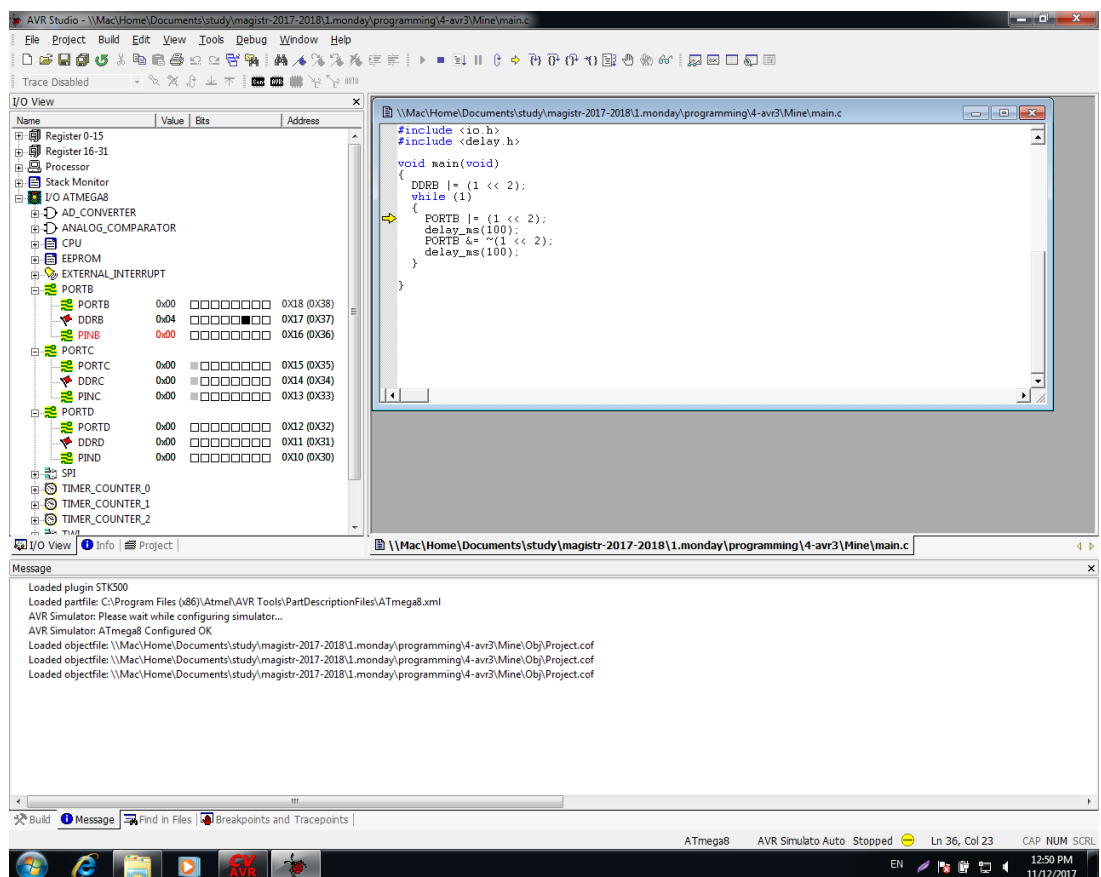 AVR Studio - \\Mac\Home\Documents\study\magistr-2017-2018\1.monday\programming\4-avr3\Mine\main.c
File Project Build Edit View Tools Debug Window Help
Trace Disabled
I/O View
Name Value Bits Address
Register 0-15
Register 16-31
Processor
Stack Monitor
I/O ATMEGA8
AD_CONVERTER
ANALOG_COMPARATOR
CPU
EEPROM
EXTERNAL_INTERRUPT
PORTB
PORTB 0x00 0X18 (0X38)
DDRB 0x04 0X17 (0X37)
PINB 0x00 0X16 (0X36)
PORTC
PORTC 0x00 0X15 (0X35)
DDRC 0x00 0X14 (0X34)
PINC 0x00 0X13 (0X33)
PORTD
PORTD 0x00 0X12 (0X32)
DDRD 0x00 0X11 (0X31)
PIND 0x00 0X10 (0X30)
SPI
TIMER_COUNTER_0
TIMER_COUNTER_1
TIMER_COUNTER_2
TWI
I/O View Info Project
\\Mac\Home\Documents\study\magistr-2017-2018\1.monday\programming\4-avr3\Mine\main.c
#include <io.h>
#include <delay.h>
void main(void)
{
DDRB |= (1 << 2);
while (1)
{
PORTB |= (1 << 2);
delay_ms(100);
PORTB &= ~(1 << 2);
delay_ms(100);
}
}
\\Mac\Home\Documents\study\magistr-2017-2018\1.monday\programming\4-avr3\Mine\main.c
Message
Loaded plugin STK500
Loaded partfile: C:\Program Files (x86)\Atmel\AVR Tools\PartDescriptionFiles\ATmega8.xml
AVR Simulator: Please wait while configuring simulator...
AVR Simulator: ATmega8 Configured OK
Loaded objectfile: \\Mac\Home\Documents\study\magistr-2017-2018\1.monday\programming\4-avr3\Mine\Obj\Project.cof
Loaded objectfile: \\Mac\Home\Documents\study\magistr-2017-2018\1.monday\programming\4-avr3\Mine\Obj\Project.cof
Loaded objectfile: \\Mac\Home\Documents\study\magistr-2017-2018\1.monday\programming\4-avr3\Mine\Obj\Project.cof
Build Message Find in Files Breakpoints and Tracepoints
ATmega8 AVR Simulato Auto Stopped Ln 36, Col 23 CAP NUM SCRL
CV
AVR
EN
12:50 PM
11/12/2017